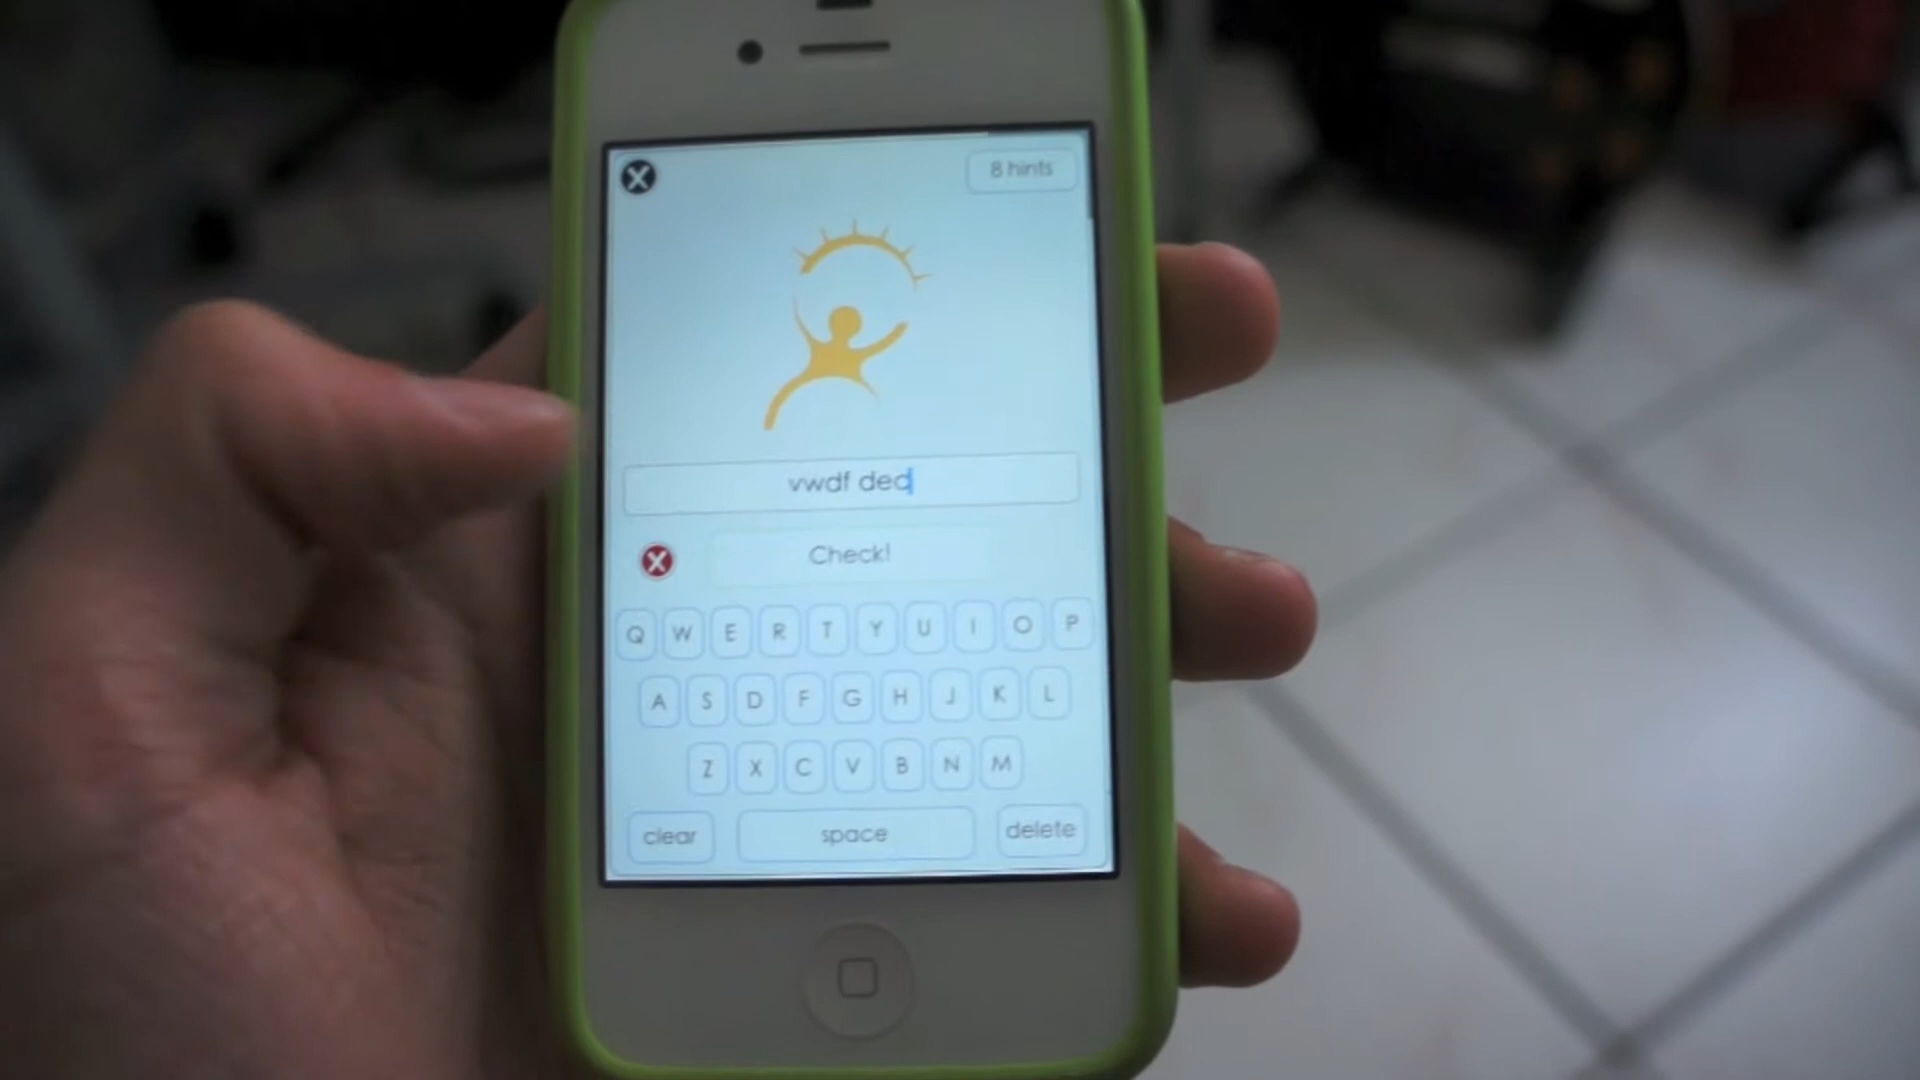 8 hints
vwdf ded
Check!
Q W E R T Y U I O P
A S D F G H J K L
Z X C V B N M
clear space delete